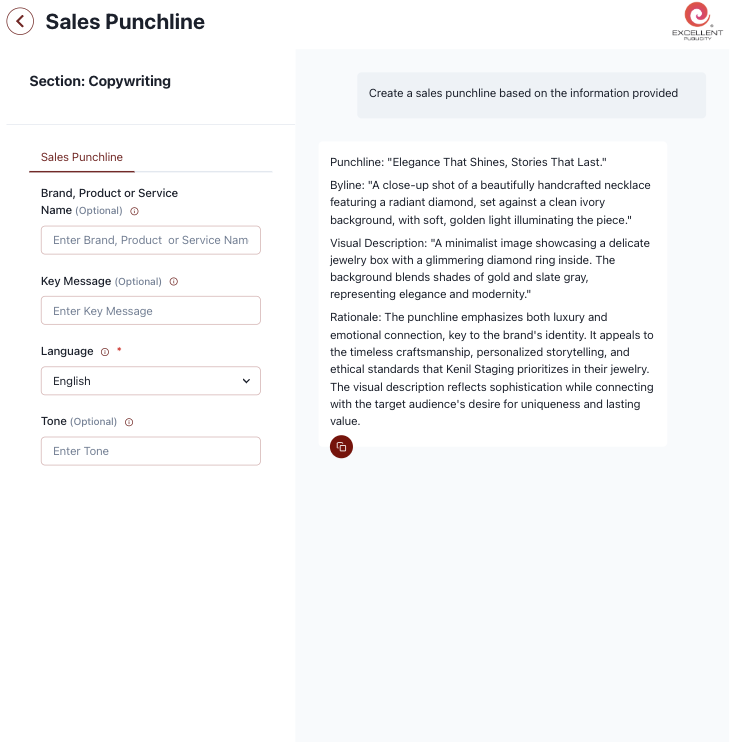 Sales Punchline
EXCELLENT
PUBLICITY
Section: Copywriting
Create a sales punchline based on the information provided
Sales Punchline
Brand, Product or Service
Name (Optional)
Enter Brand, Product  or Service Nam
Key Message (Optional)
Enter Key Message
Language *
English
Tone (Optional)
Enter Tone
Punchline: "Elegance That Shines, Stories That Last."
Byline: "A close-up shot of a beautifully handcrafted necklace
featuring a radiant diamond, set against a clean ivory
background, with soft, golden light illuminating the piece."
Visual Description: "A minimalist image showcasing a delicate
jewelry box with a glimmering diamond ring inside. The
background blends shades of gold and slate gray,
representing elegance and modernity."
Rationale: The punchline emphasizes both luxury and
emotional connection, key to the brand's identity. It appeals to
the timeless craftsmanship, personalized storytelling, and
ethical standards that Kenil Staging prioritizes in their jewelry.
The visual description reflects sophistication while connecting
with the target audience's desire for uniqueness and lasting
value.